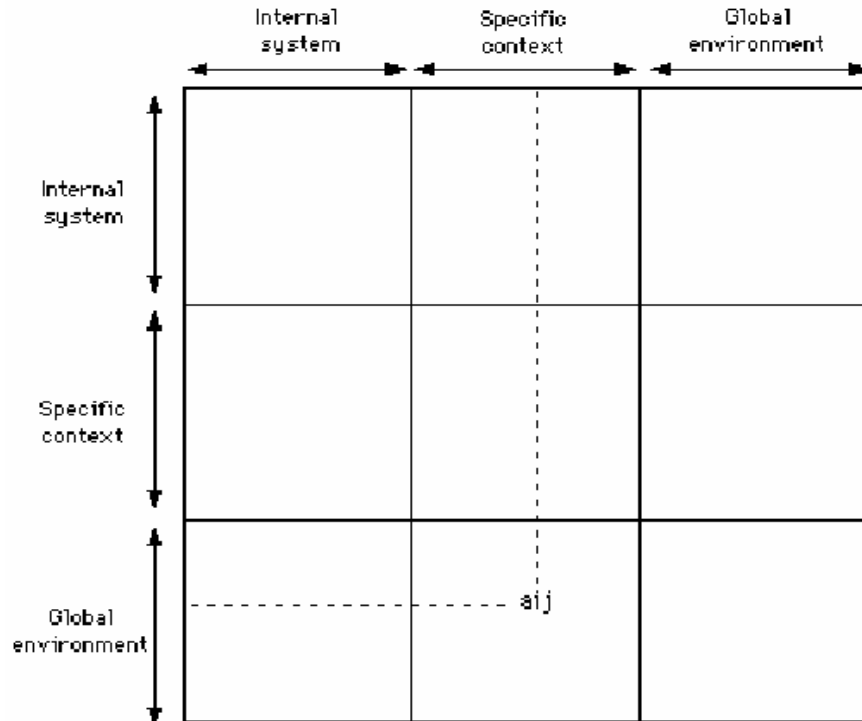 Internal
system
Specific
context
Global
environment
Internal
system
Specific
context
Global
environment
aij